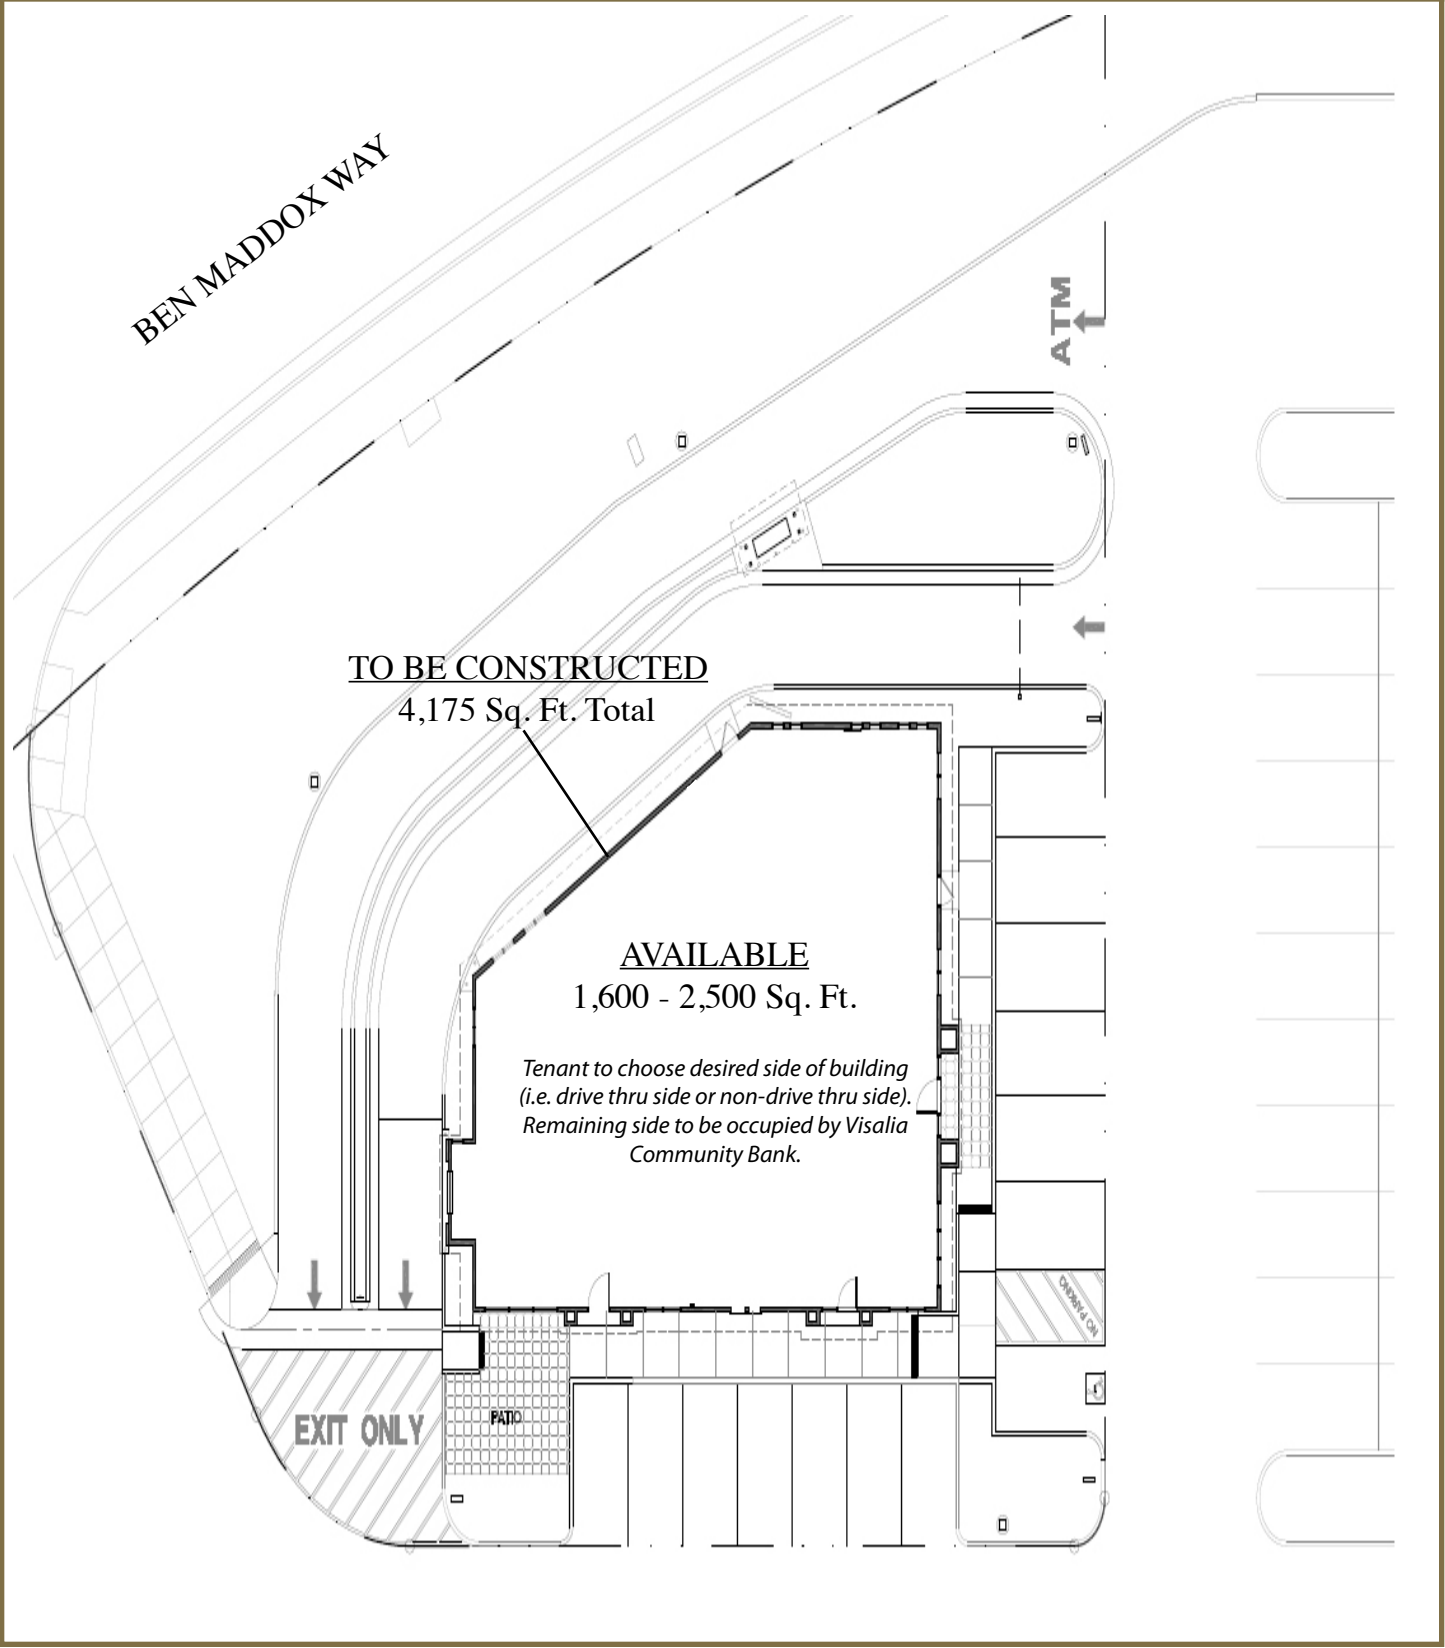 BEN MADDOX WAY
ATM
TO BE CONSTRUCTED
4,175 Sq. Ft. Total
AVAILABLE
1,600 - 2,500 Sq. Ft.
Tenant to choose desired side of building
(i.e. drive thru side or non-drive thru side).
Remaining side to be occupied by Visalia
Community Bank.
NO PARKING
EXIT ONLY
PATIO